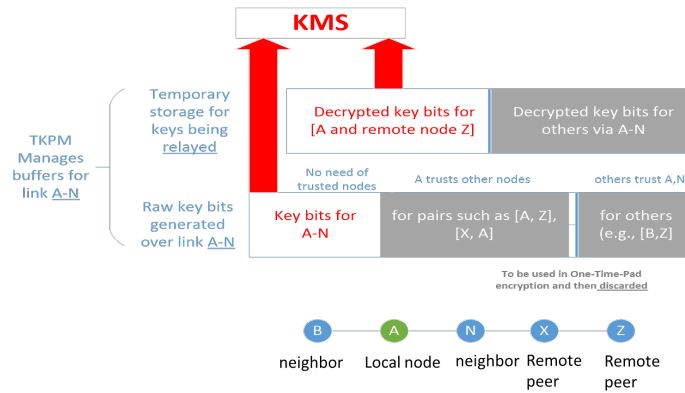 KMS
Temporary
storage for
keys being
relayed
Decrypted key bits for
[A and remote node Z]
Decrypted key bits for
others via A-N
TKPM
Manages
buffers for
link A-N
No need of
trusted nodes
A trusts other nodes
others trust A,N
Raw key bits
generated
over link A-N
Key bits for
A-N
for pairs such as [A, Z],
[X, A]
for others
(e.g., [B,Z]
To be used in One-Time-Pad
encryption and then discarded
B
A
N
X
Z
neighbor
Local node
neighbor
Remote
peer
Remote
peer